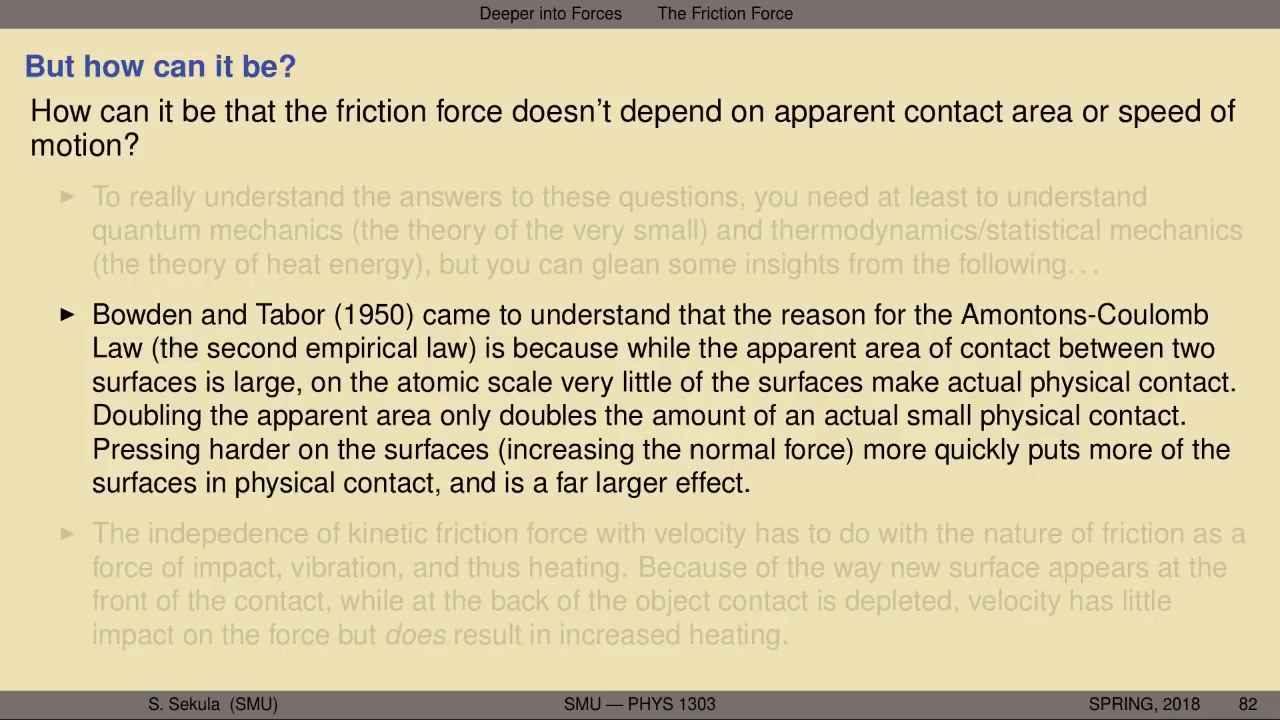 Deeper into Forces The Friction Force
But how can it be?
How can it be that the friction force doesn't depend on apparent contact area or speed of
motion?
► To really understand the answers to these questions, you need at least to understand
quantum mechanics (the theory of the very small) and thermodynamics/statistical mechanics
(the theory of heat energy), but you can glean some insights from the following...
► Bowden and Tabor (1950) came to understand that the reason for the Amontons-Coulomb
Law (the second empirical law) is because while the apparent area of contact between two
surfaces is large, on the atomic scale very little of the surfaces make actual physical contact.
Doubling the apparent area only doubles the amount of an actual small physical contact.
Pressing harder on the surfaces (increasing the normal force) more quickly puts more of the
surfaces in physical contact, and is a far larger effect.
► The indepedence of kinetic friction force with velocity has to do with the nature of friction as a
force of impact, vibration, and thus heating. Because of the way new surface appears at the
front of the contact, while at the back of the object contact is depleted, velocity has little
impact on the force but does result in increased heating.
S. Sekula (SMU) SMU — PHYS 1303 SPRING, 2018 82